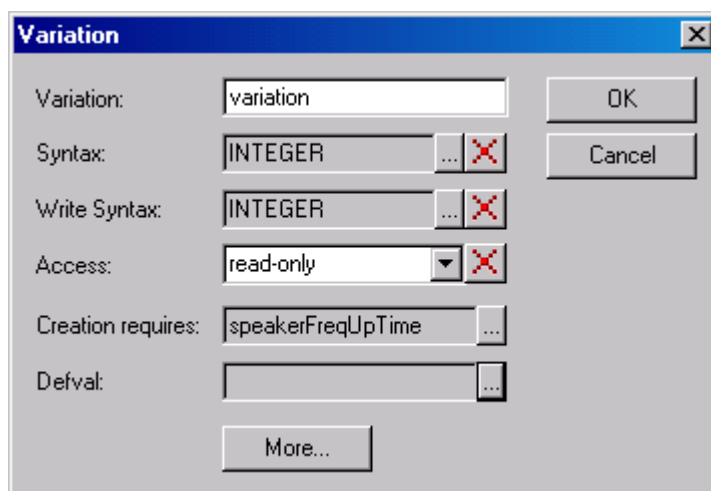 Variation
Variation: variation OK
Syntax: INTEGER ... Cancel
Write Syntax: INTEGER ...
Access: read-only
Creation requires: speakerFreqUpTime ...
Defval: ...
More...